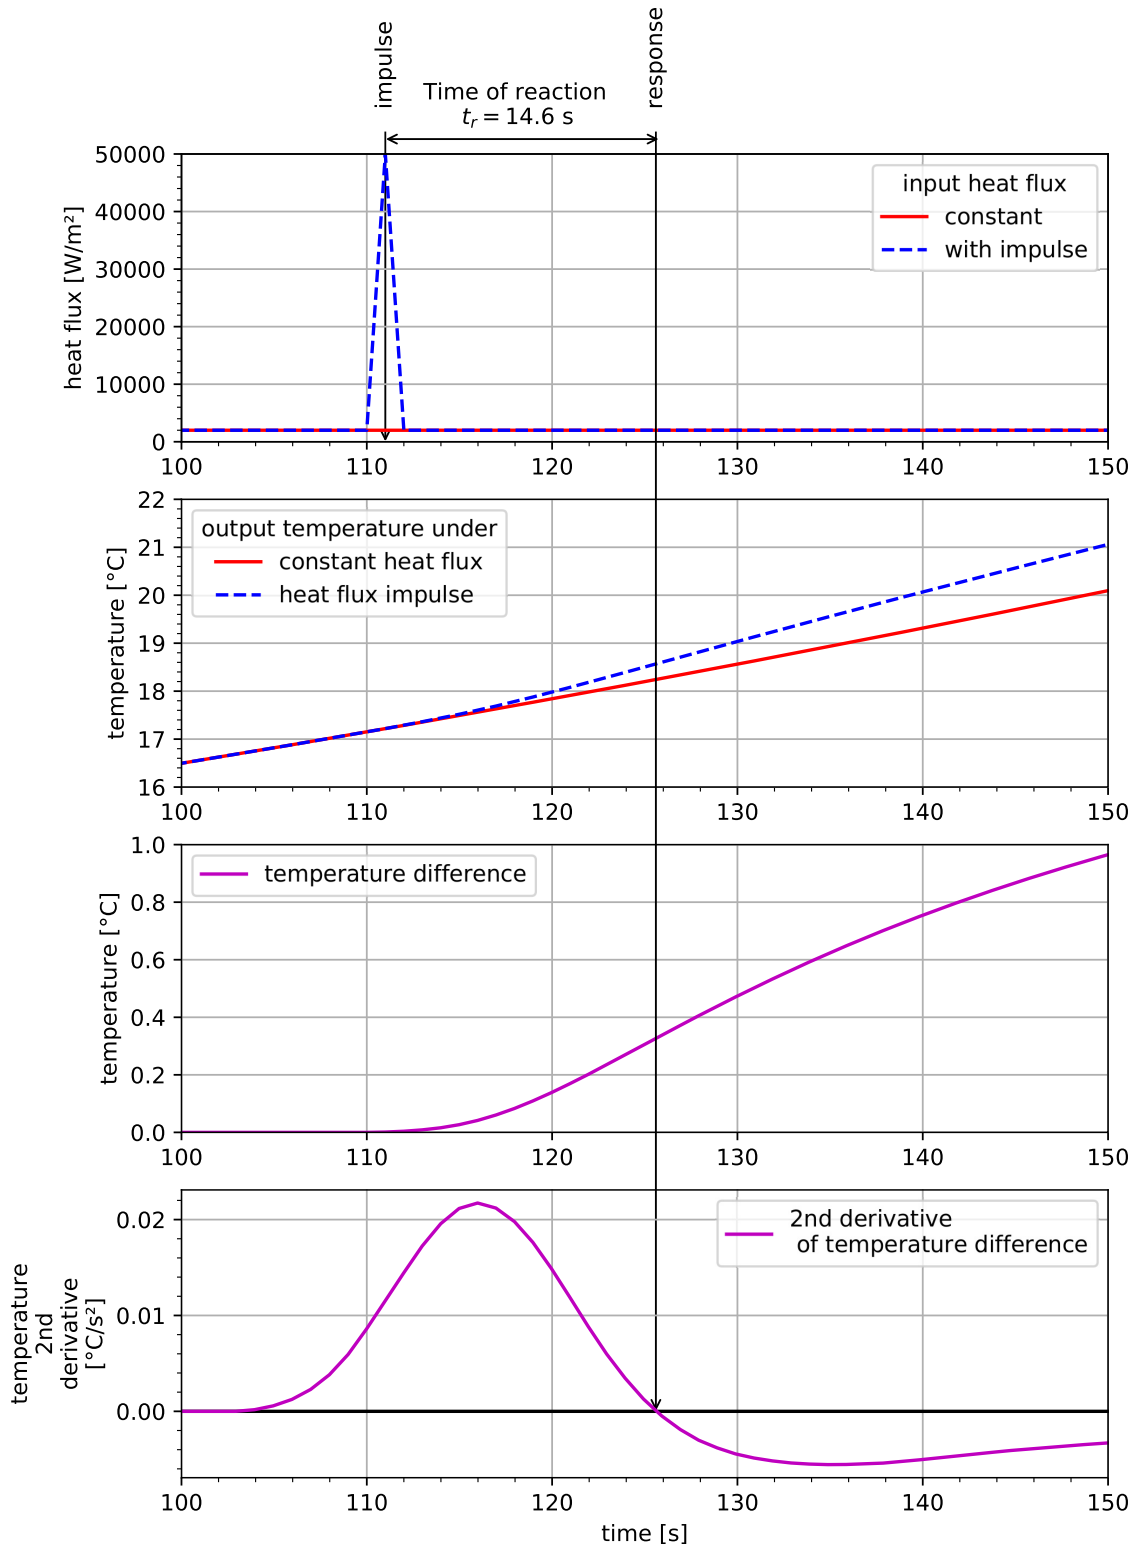 impulse
response
Time of reaction
tr = 14.6 s
heat flux [W/m²]
50000
40000
30000
20000
10000
0
input heat flux
constant
with impulse
100 110 120 130 140 150
temperature [°C]
22
21
20
19
18
17
16
output temperature under
constant heat flux
heat flux impulse
100 110 120 130 140 150
temperature [°C]
1.0
0.8
0.6
0.4
0.2
0.0
temperature difference
100 110 120 130 140 150
temperature
2nd
derivative
[°C/s²]
0.02
0.01
0.00
2nd derivative
of temperature difference
100 110 120 130 140 150
time [s]